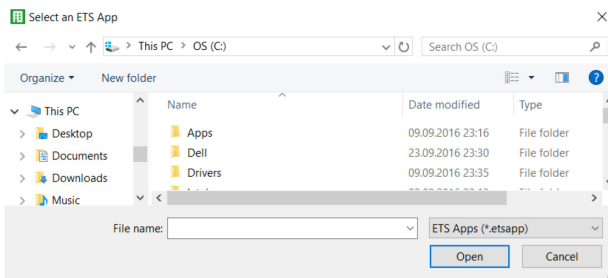 Select an ETS App
This PC > OS (C:)
Search OS (C:)
Organize
New folder
Name
Date modified
Type
This PC
Desktop
Documents
Downloads
Music
Apps 09.09.2016 23:16 File folder
Dell 23.09.2016 23:30 File folder
Drivers 09.09.2016 23:35 File folder
File name:
ETS Apps (*.etsapp)
Open
Cancel